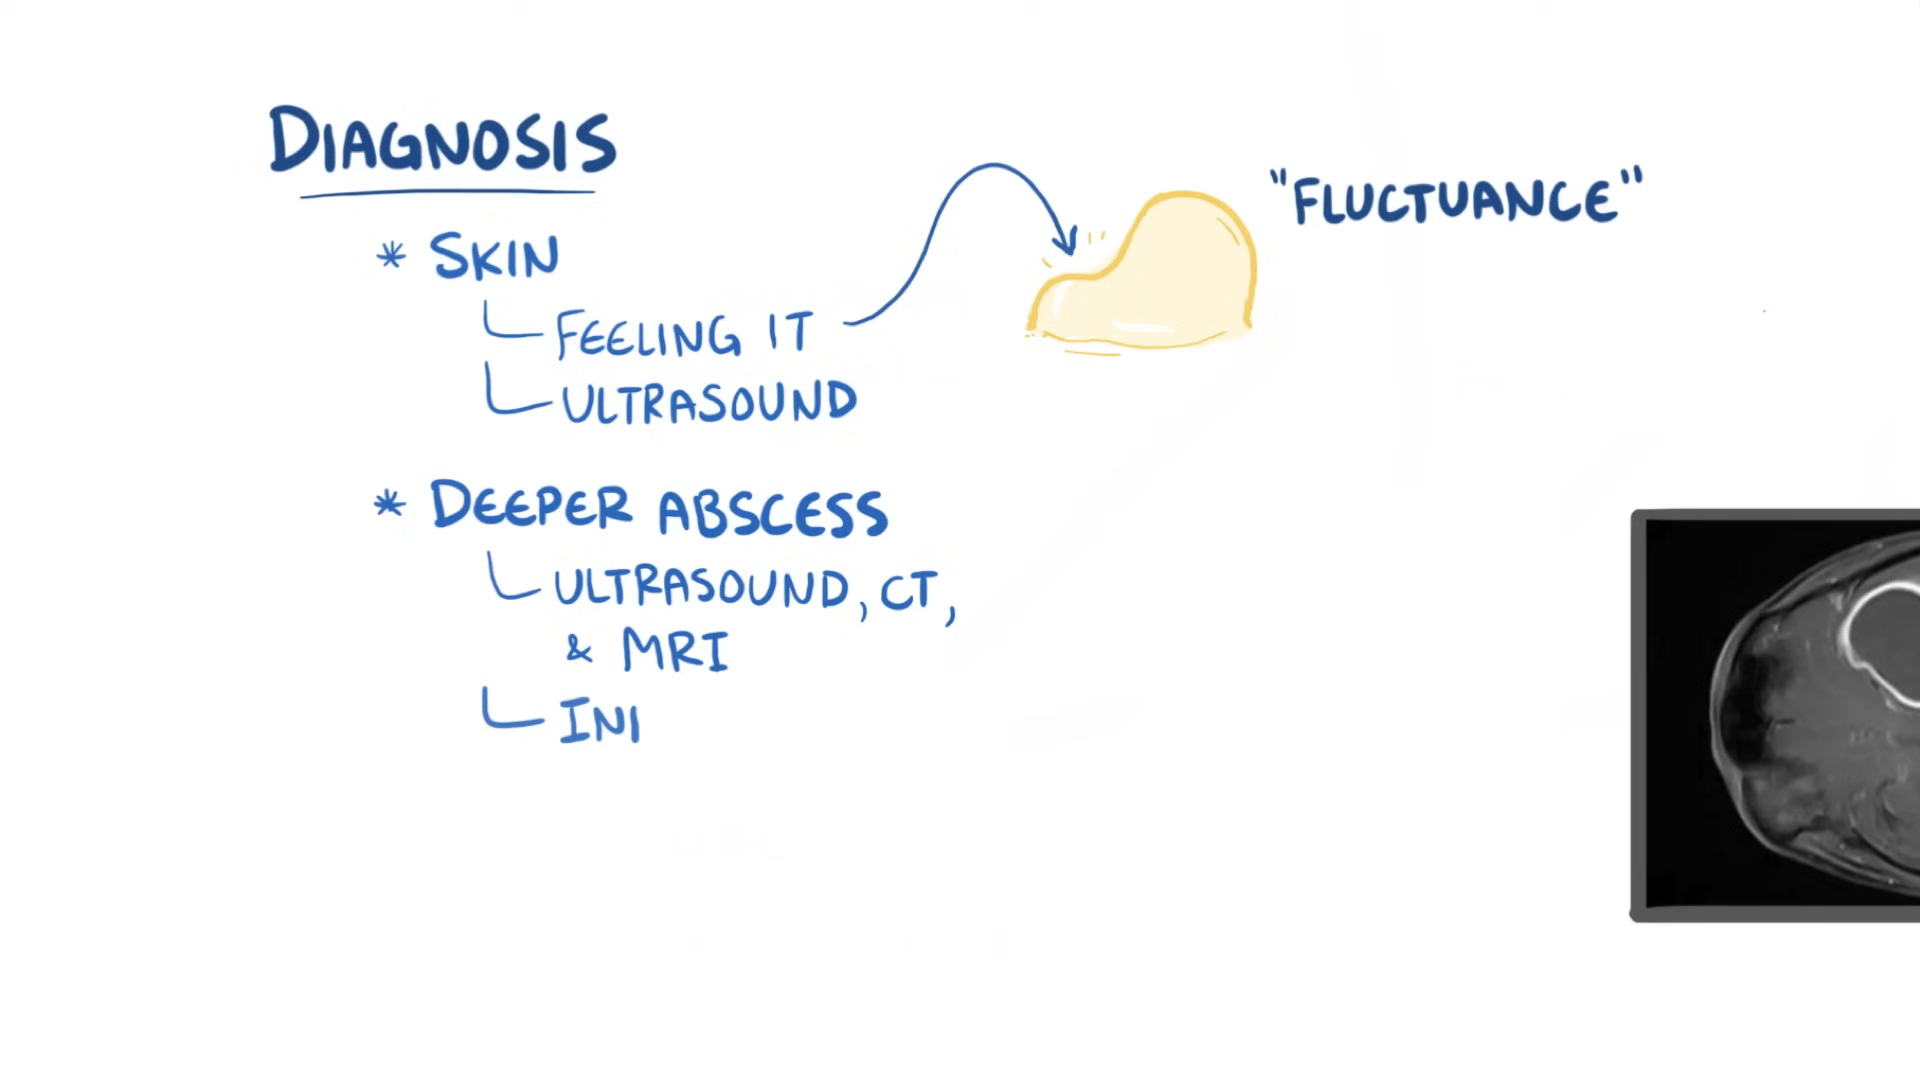 DIAGNOSIS
* SKIN
FEELING IT
"FLUCTUANCE"
ULTRASOUND
* DEEPER ABSCESS
ULTRASOUND, CT,
& MRI
INI